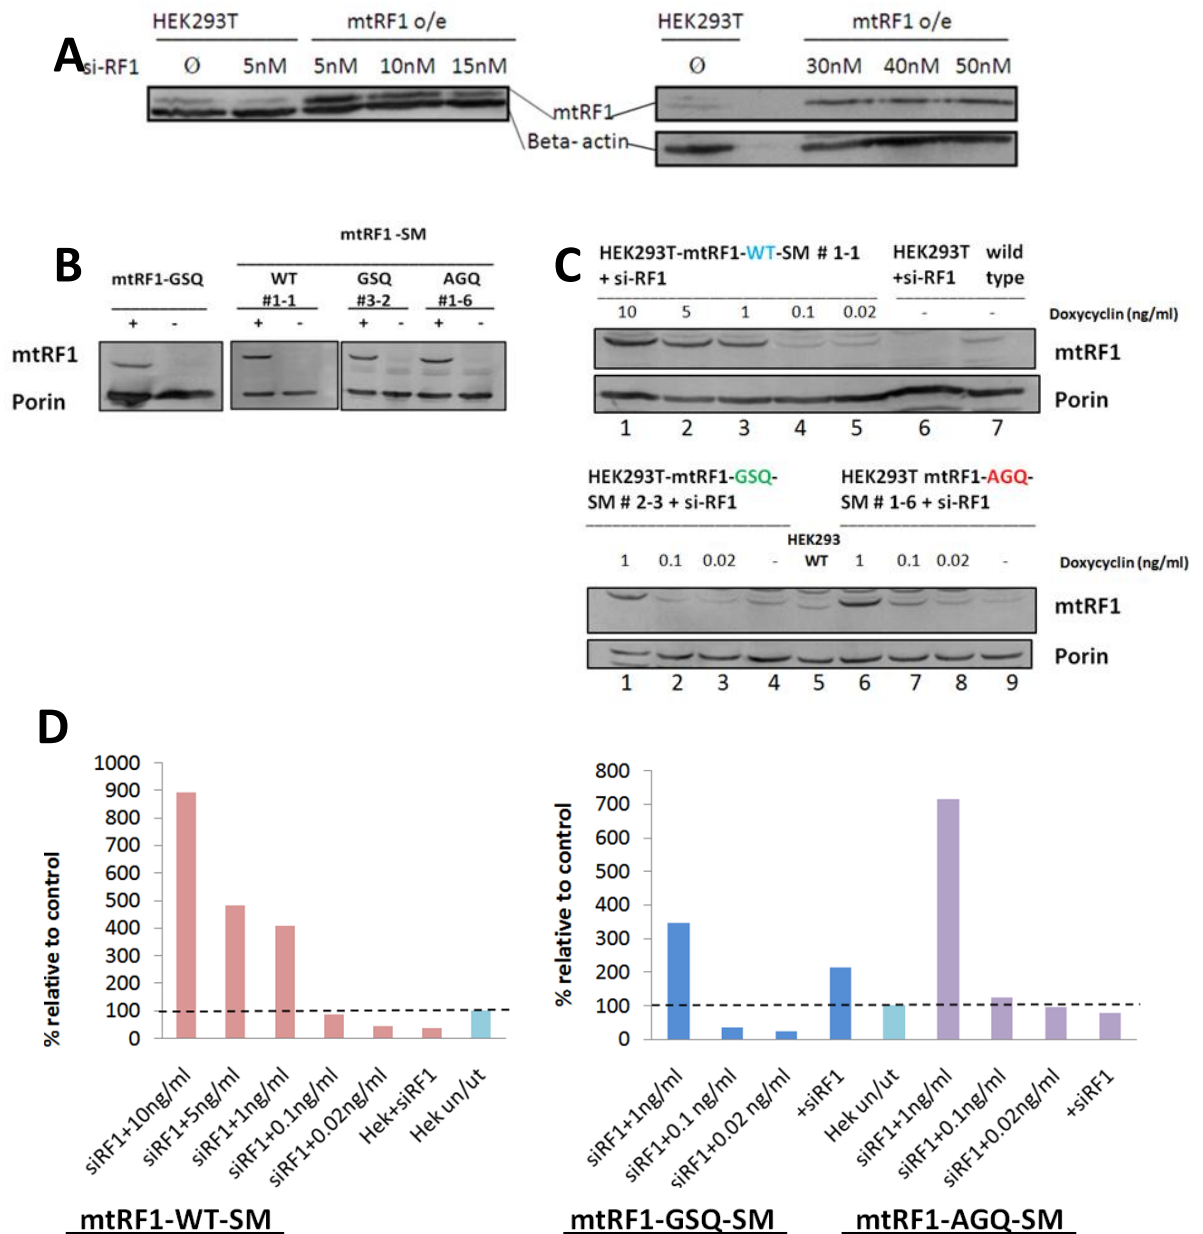 A
HEK293T mtRF1 o/e
si-RF1 Ø 5nM 5nM 10nM 15nM
HEK293T mtRF1 o/e
Ø 30nM 40nM 50nM
mtRF1
Beta- actin
B
mtRF1 -SM
mtRF1-GSQ WT GSQ AGQ
#1-1 #3-2 #1-6
+ - + - + - + -
mtRF1
Porin
C
HEK293T-mtRF1-WT-SM # 1-1
+ si-RF1
HEK293T
+si-RF1
wild
type
10 5 1 0.1 0.02 - - Doxycyclin (ng/ml)
mtRF1
Porin
1 2 3 4 5 6 7
HEK293T-mtRF1-GSQ-
SM # 2-3 + si-RF1
HEK293T mtRF1-AGQ-
SM # 1-6 + si-RF1
HEK293
WT
1 0.1 0.02 - 1 0.1 0.02 - Doxycyclin (ng/ml)
mtRF1
Porin
1 2 3 4 5 6 7 8 9
D
% relative to control
1000
900
800
700
600
500
400
300
200
100
0
siRF1+10ng/ml
siRF1+5ng/ml
siRF1+1ng/ml
siRF1+0.1ng/ml
siRF1+0.02ng/ml
Hek+siRF1
Hek un/ut
mtRF1-WT-SM
% relative to control
800
700
600
500
400
300
200
100
0
siRF1+1ng/ml
siRF1+0.1 ng/ml
siRF1+0.02 ng/ml
+siRF1
Hek un/ut
siRF1+1ng/ml
siRF1+0.1ng/ml
siRF1+0.02ng/ml
+siRF1
mtRF1-GSQ-SM
mtRF1-AGQ-SM